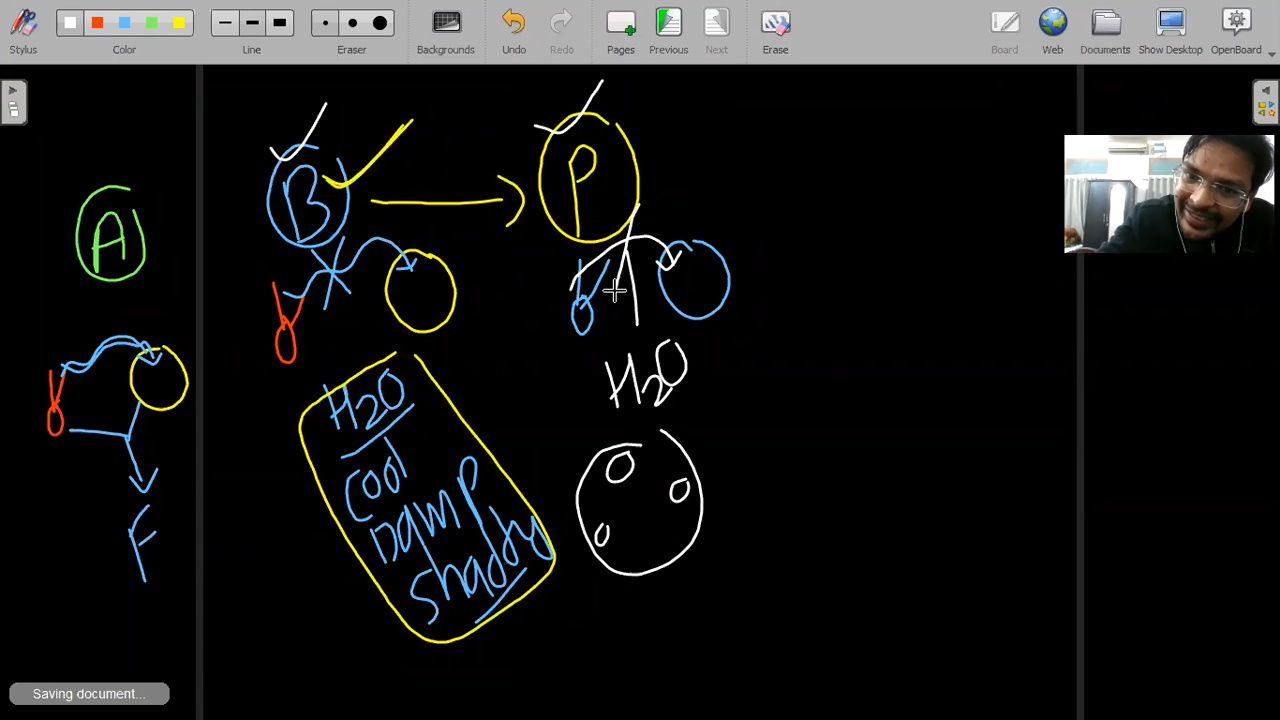 Stylus
Color
Line
Eraser
Backgrounds
Undo
Redo
Pages
Previous
Next
Erase
Board
Web
Documents
Show Desktop
OpenBoard
A
B
P
H2O
cool
Damp
shaddy
H2O
F
Saving document...